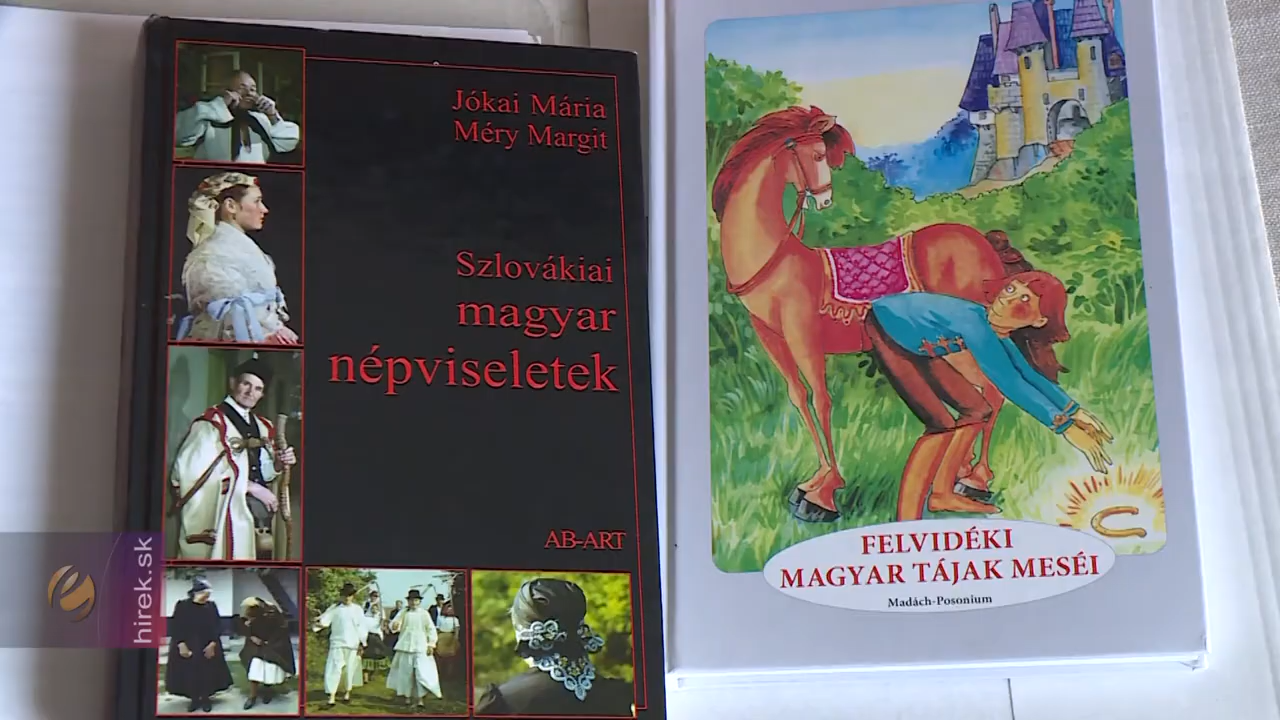 Jókai Mária
Méry Margit
Szlovákiai
magyar
népviseletek
AB-ART
FELVIDÉKI
MAGYAR TÁJAK MESÉI
Madách-Posonium
hirek.sk